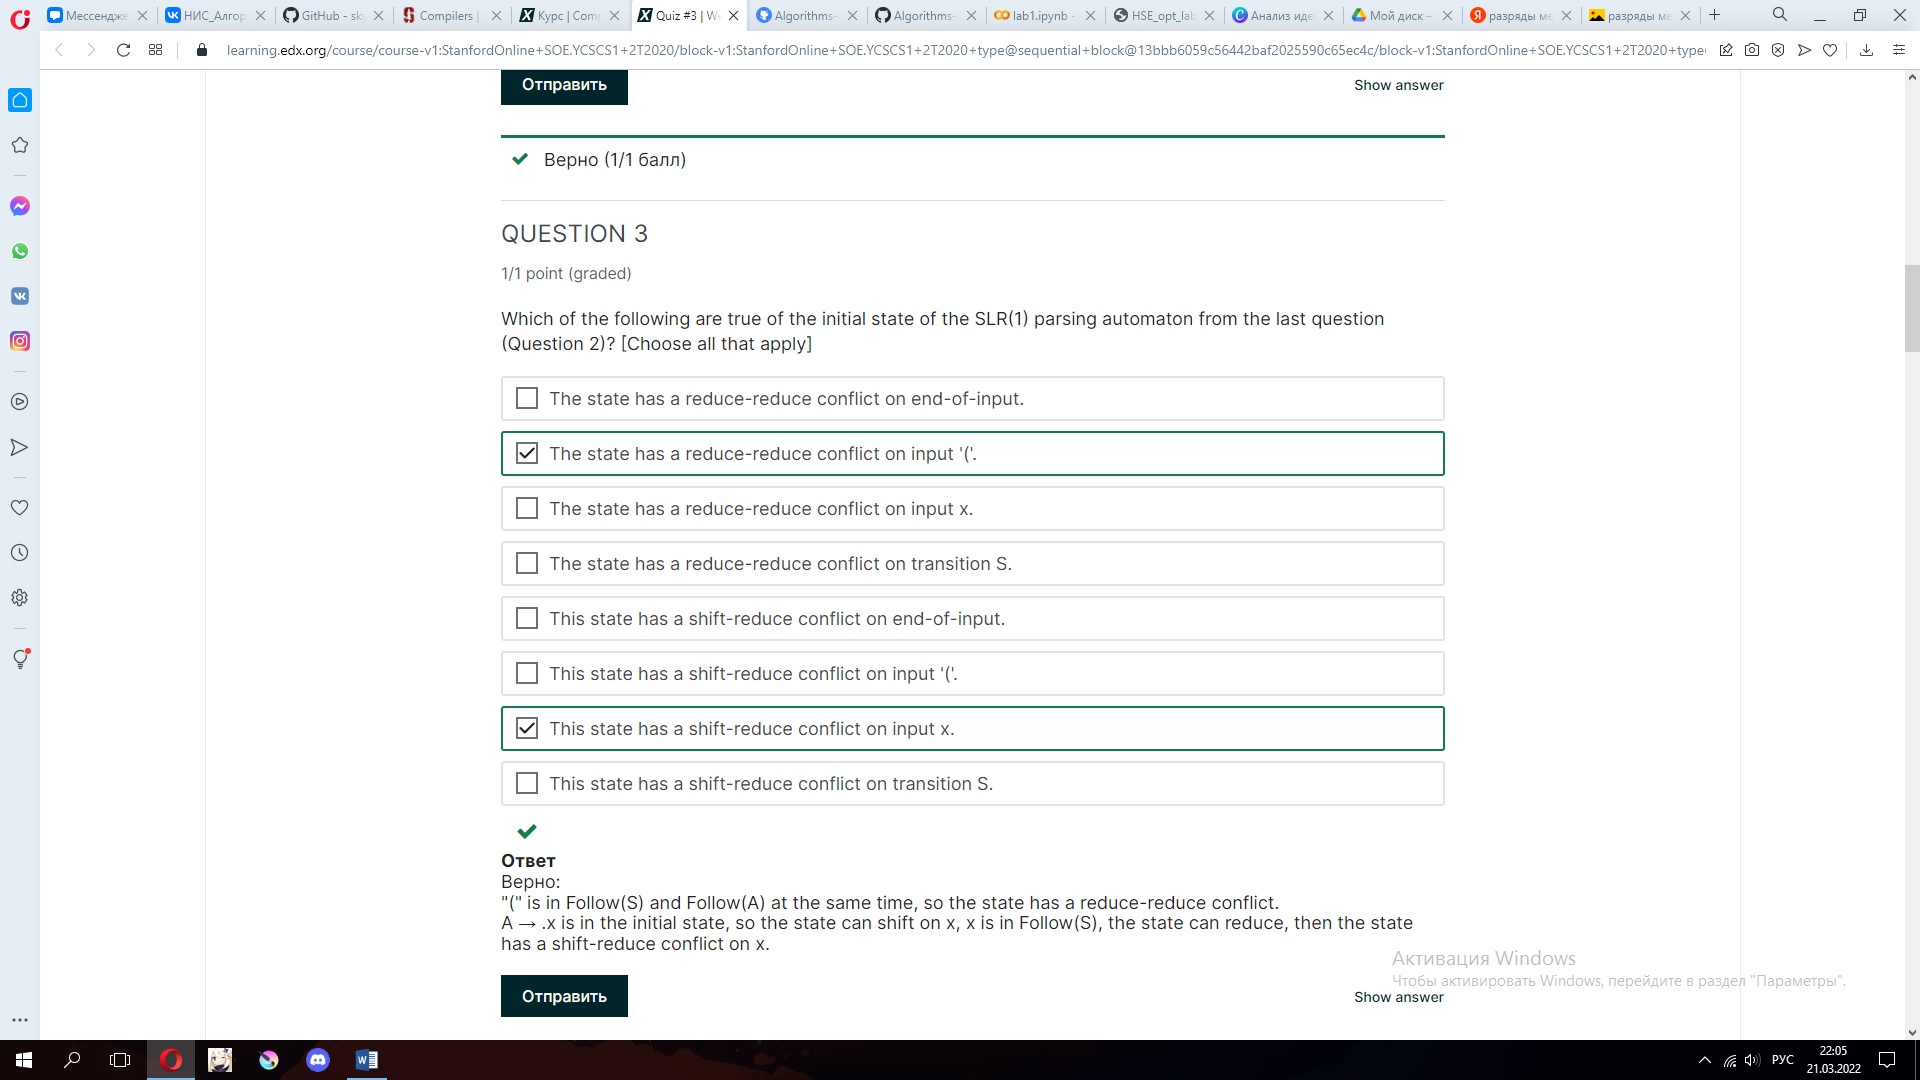 Мессендже
НИС_Алгор
GitHub - sk
Compilers |
Курс | Comp
Quiz #3 | We
Algorithms-
Algorithms-
lab1.ipynb -
HSE_opt_lab
Анализ иде
Мой диск –
разряды ме
разряды ме
learning.edx.org/course/course-v1:StanfordOnline+SOE.YCSCS1+2T2020/block-v1:StanfordOnline+SOE.YCSCS1+2T2020+type@sequential+block@13bbb6059c56442baf2025590c65ec4c/block-v1:StanfordOnline+SOE.YCSCS1+2T2020+type
Отправить
Show answer
Верно (1/1 балл)
QUESTION 3
1/1 point (graded)
Which of the following are true of the initial state of the SLR(1) parsing automaton from the last question
(Question 2)? [Choose all that apply]
The state has a reduce-reduce conflict on end-of-input.
The state has a reduce-reduce conflict on input '('.
The state has a reduce-reduce conflict on input x.
The state has a reduce-reduce conflict on transition S.
This state has a shift-reduce conflict on end-of-input.
This state has a shift-reduce conflict on input '('.
This state has a shift-reduce conflict on input x.
This state has a shift-reduce conflict on transition S.
Ответ
Верно:
"(" is in Follow(S) and Follow(A) at the same time, so the state has a reduce-reduce conflict.
A → .x is in the initial state, so the state can shift on x, x is in Follow(S), the state can reduce, then the state
has a shift-reduce conflict on x.
Активация Windows
Чтобы активировать Windows, перейдите в раздел "Параметры".
Отправить
Show answer
РУС
22:05
21.03.2022